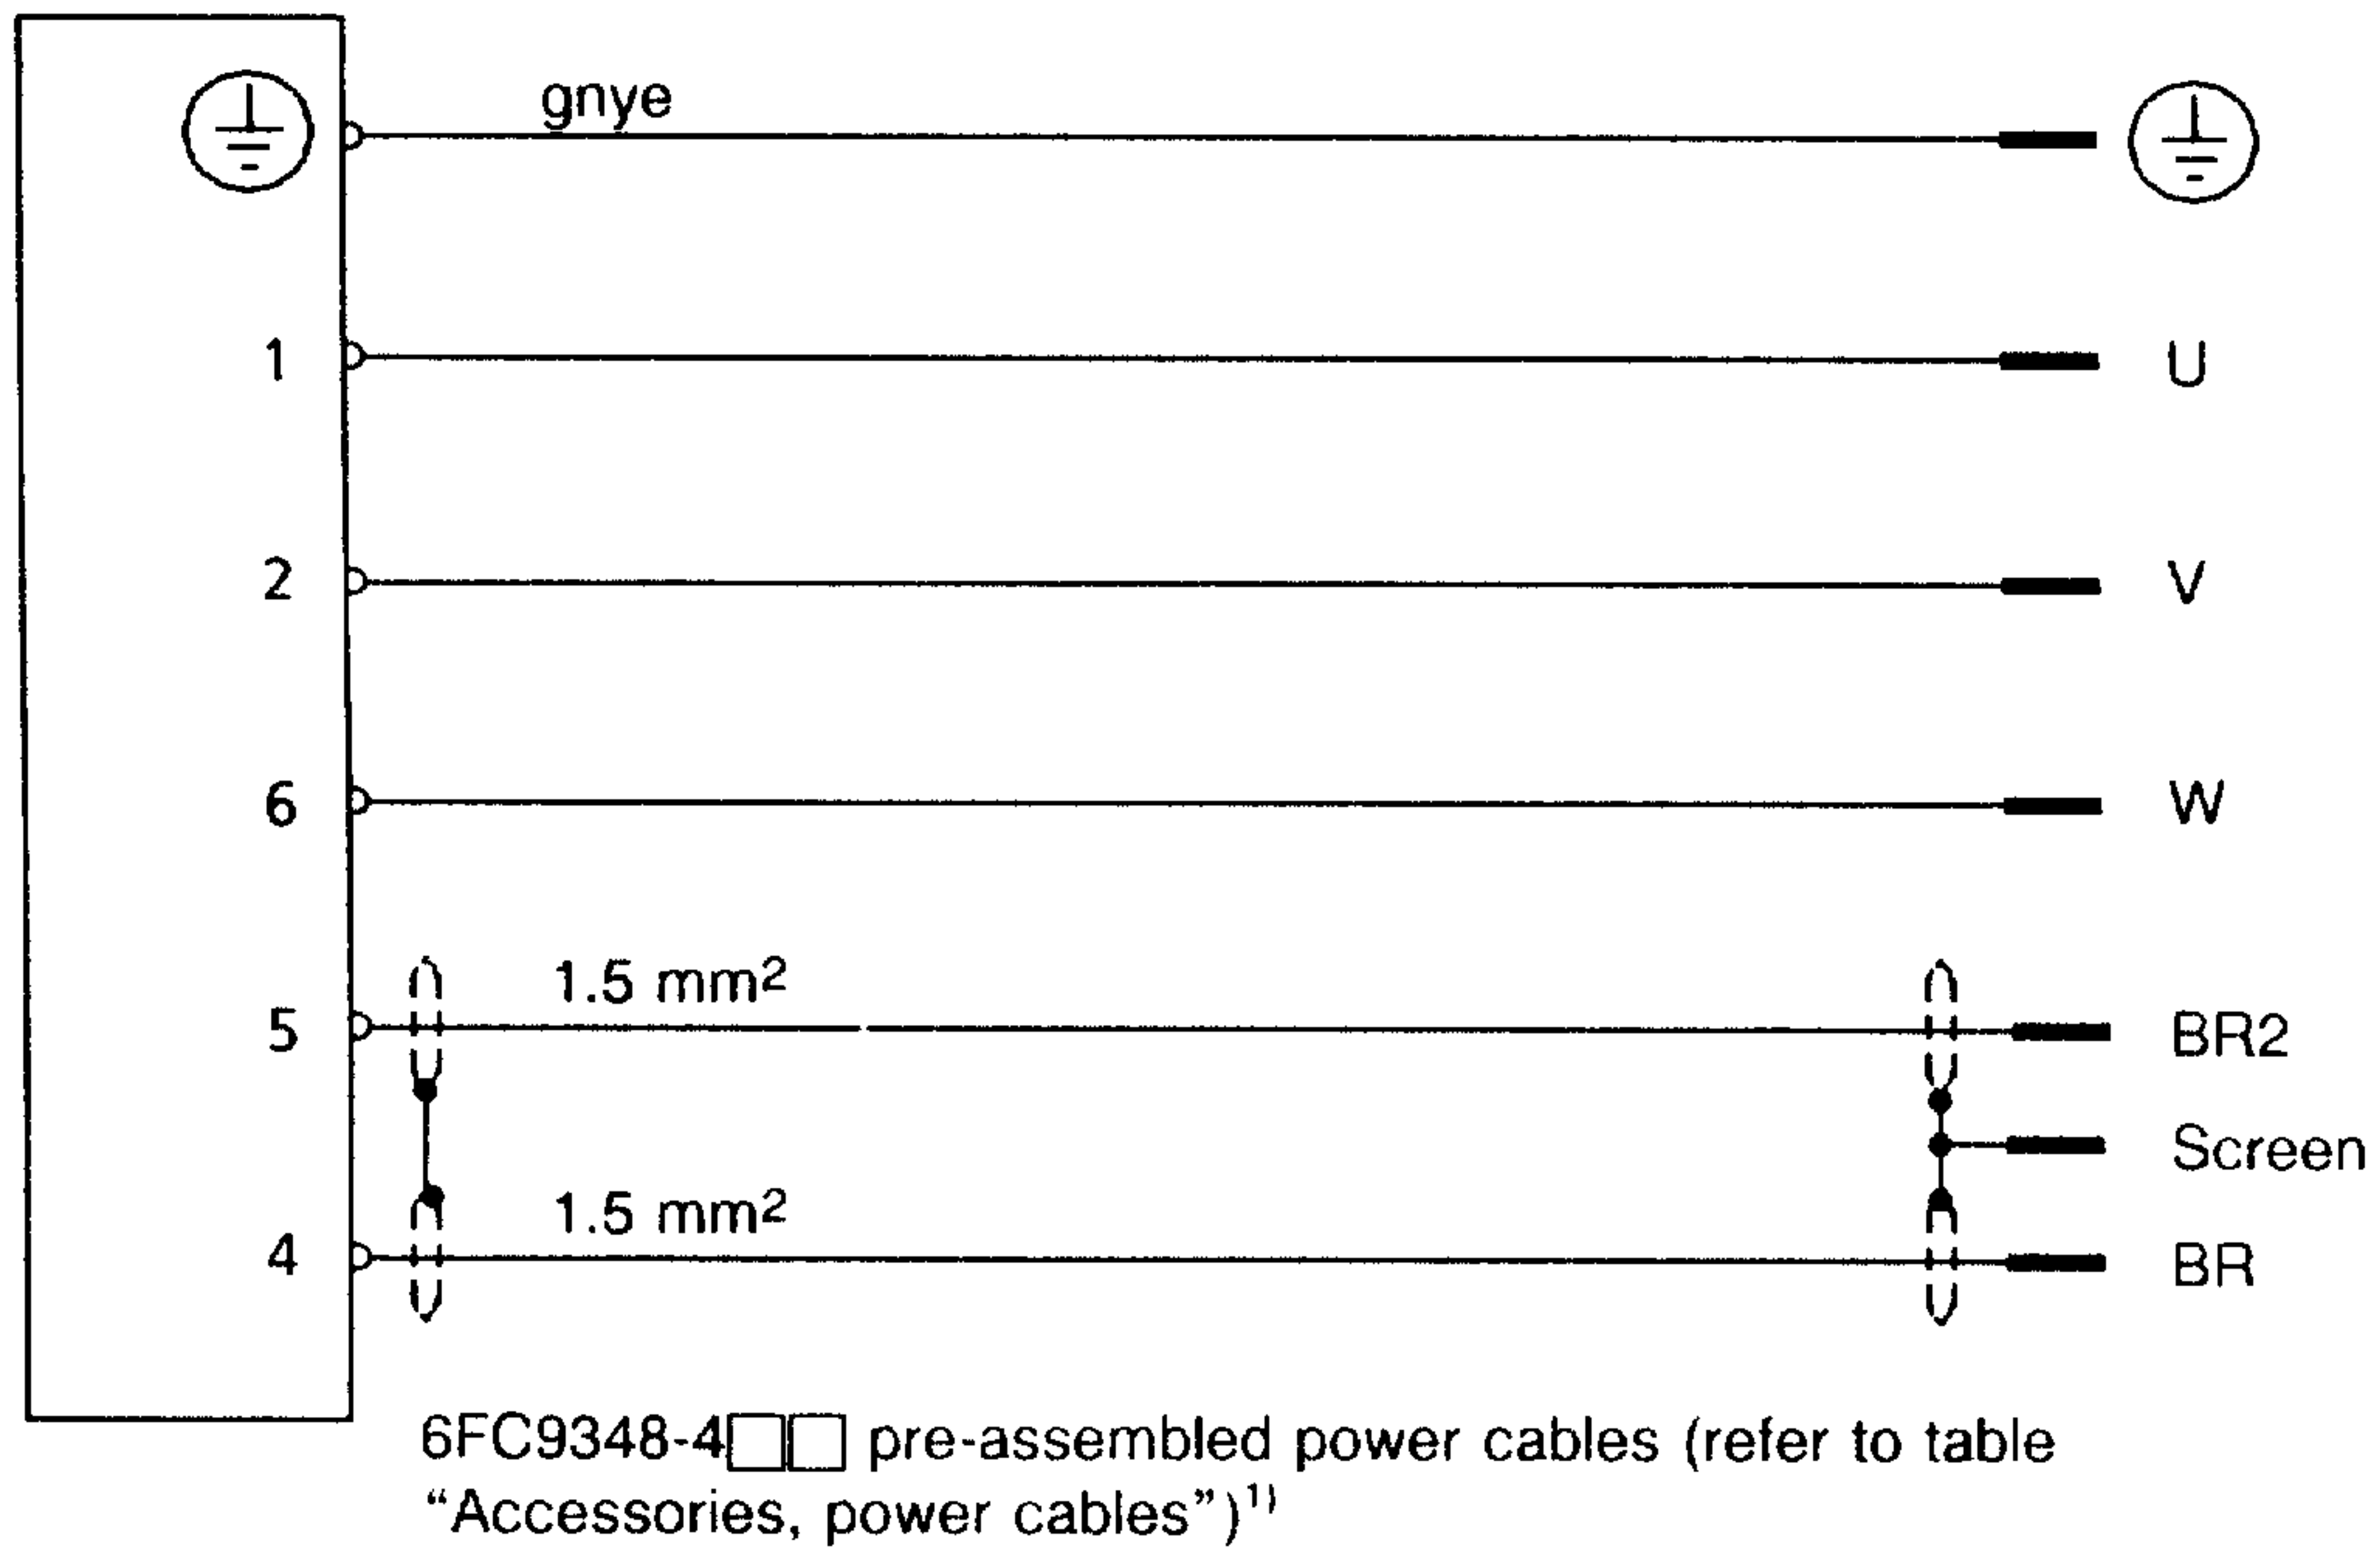 gnye
1 U
2 V
6 W
1.5 mm²
5 BR2
Screen
1.5 mm²
4 BR
6FC9348-4□□ pre-assembled power cables (refer to table
“Accessories, power cables”)¹⁾